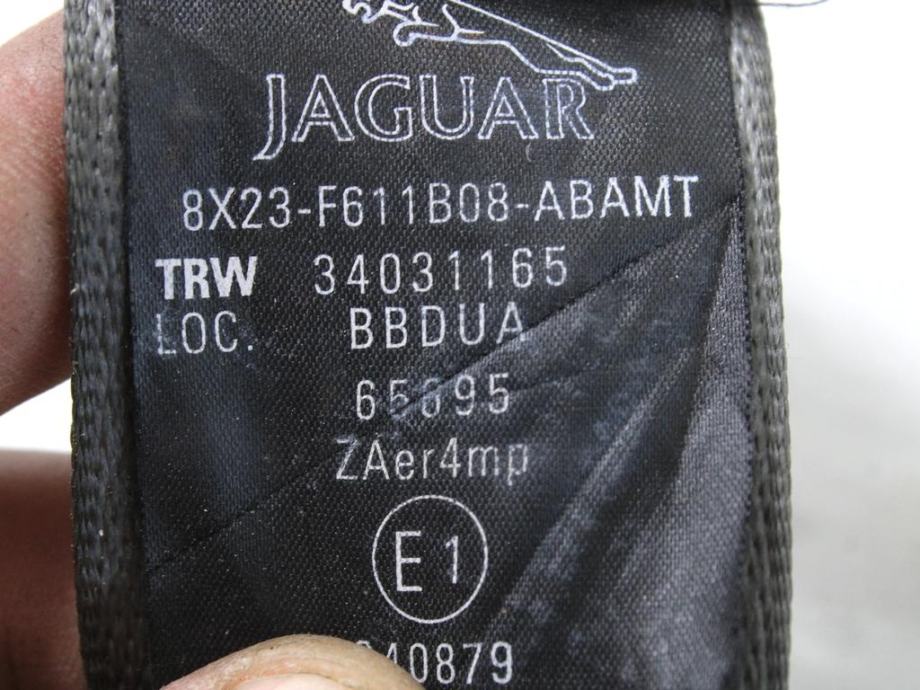 JAGUAR
8X23-F611B08-ABAMT
TRW 34031165
LOC. BBDUA
65695
ZAer4mp
E1